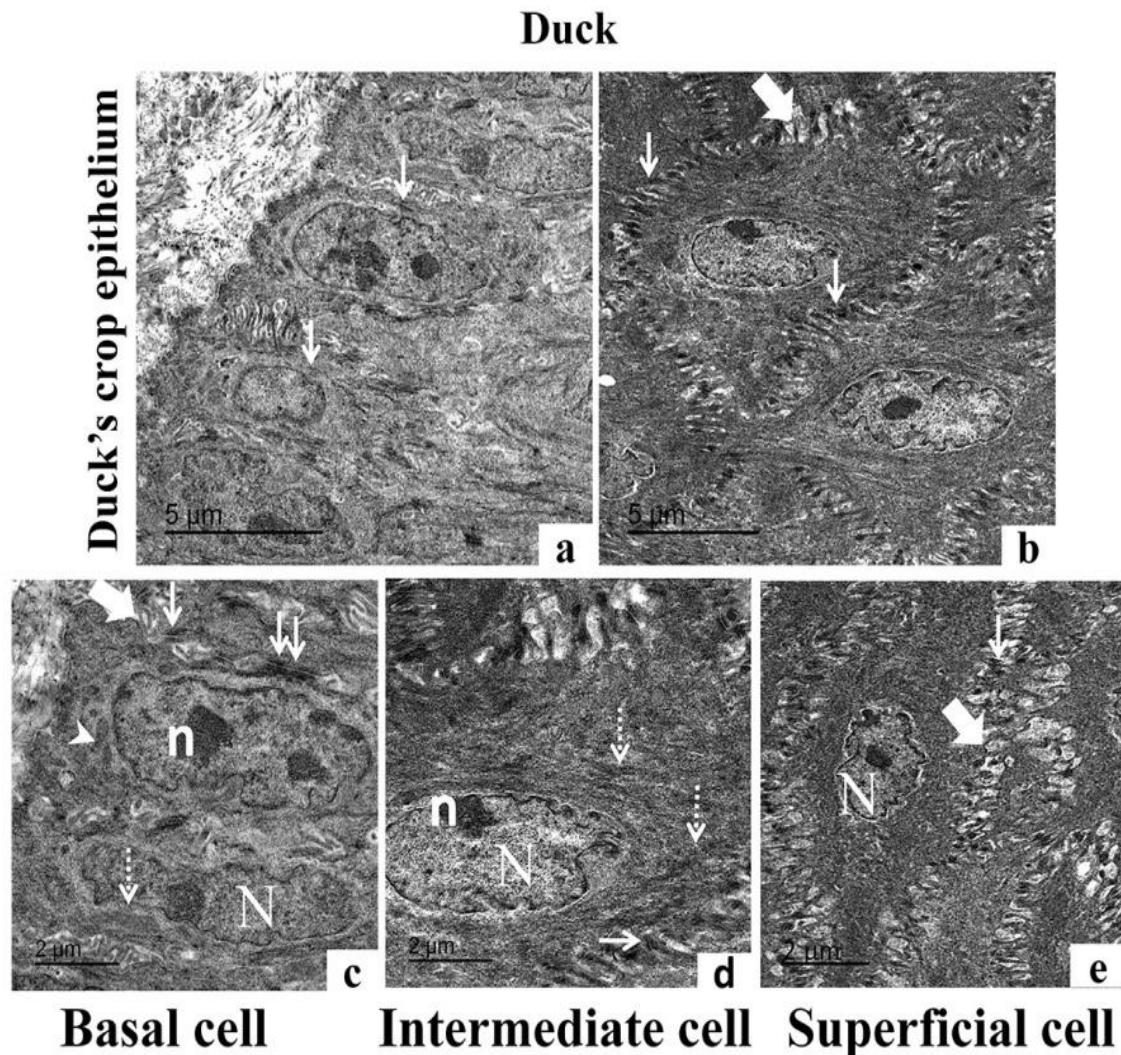 Duck
Duck's crop epithelium
5 µm
a
5 µm
b
n
N
2 µm
c
n
N
2 µm
d
N
2 µm
e
Basal cell
Intermediate cell
Superficial cell